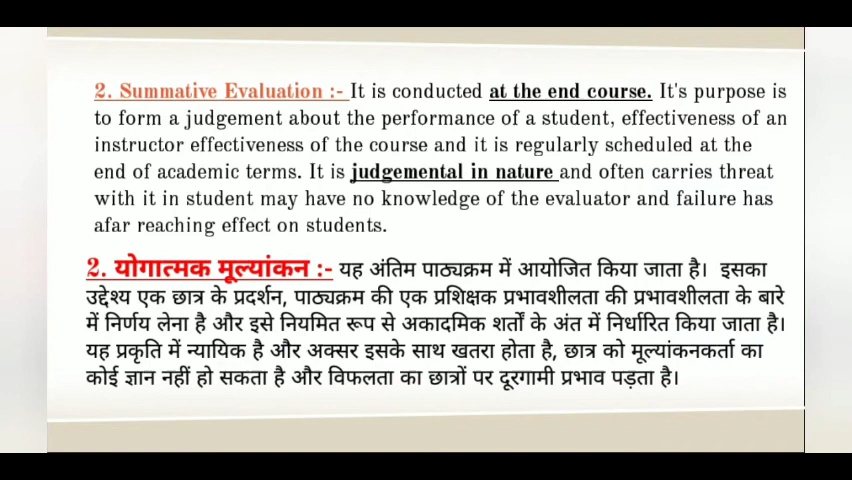 2. Summative Evaluation :- It is conducted at the end course. It's purpose is
to form a judgement about the performance of a student, effectiveness of an
instructor effectiveness of the course and it is regularly scheduled at the
end of academic terms. It is judgemental in nature and often carries threat
with it in student may have no knowledge of the evaluator and failure has
afar reaching effect on students.
2. योगात्मक मूल्यांकन :- यह अंतिम पाठ्यक्रम में आयोजित किया जाता है। इसका
उद्देश्य एक छात्र के प्रदर्शन, पाठ्यक्रम की एक प्रशिक्षक प्रभावशीलता की प्रभावशीलता के बारे
में निर्णय लेना है और इसे नियमित रूप से अकादमिक शर्तों के अंत में निर्धारित किया जाता है।
यह प्रकृति में न्यायिक है और अक्सर इसके साथ खतरा होता है, छात्र को मूल्यांकनकर्ता का
कोई ज्ञान नहीं हो सकता है और विफलता का छात्रों पर दूरगामी प्रभाव पड़ता है।